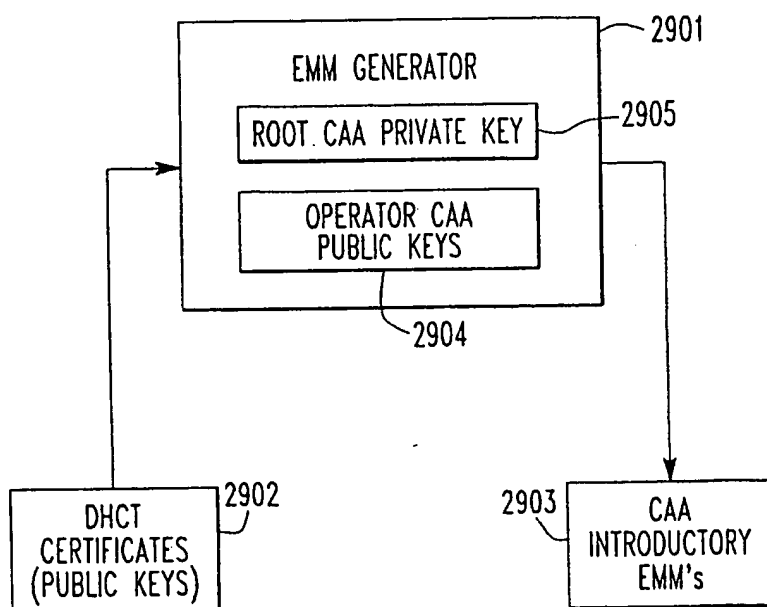 2901
EMM GENERATOR
ROOT. CAA PRIVATE KEY
2905
OPERATOR CAA
PUBLIC KEYS
2904
2902
DHCT
CERTIFICATES
(PUBLIC KEYS)
2903
CAA
INTRODUCTORY
EMM's